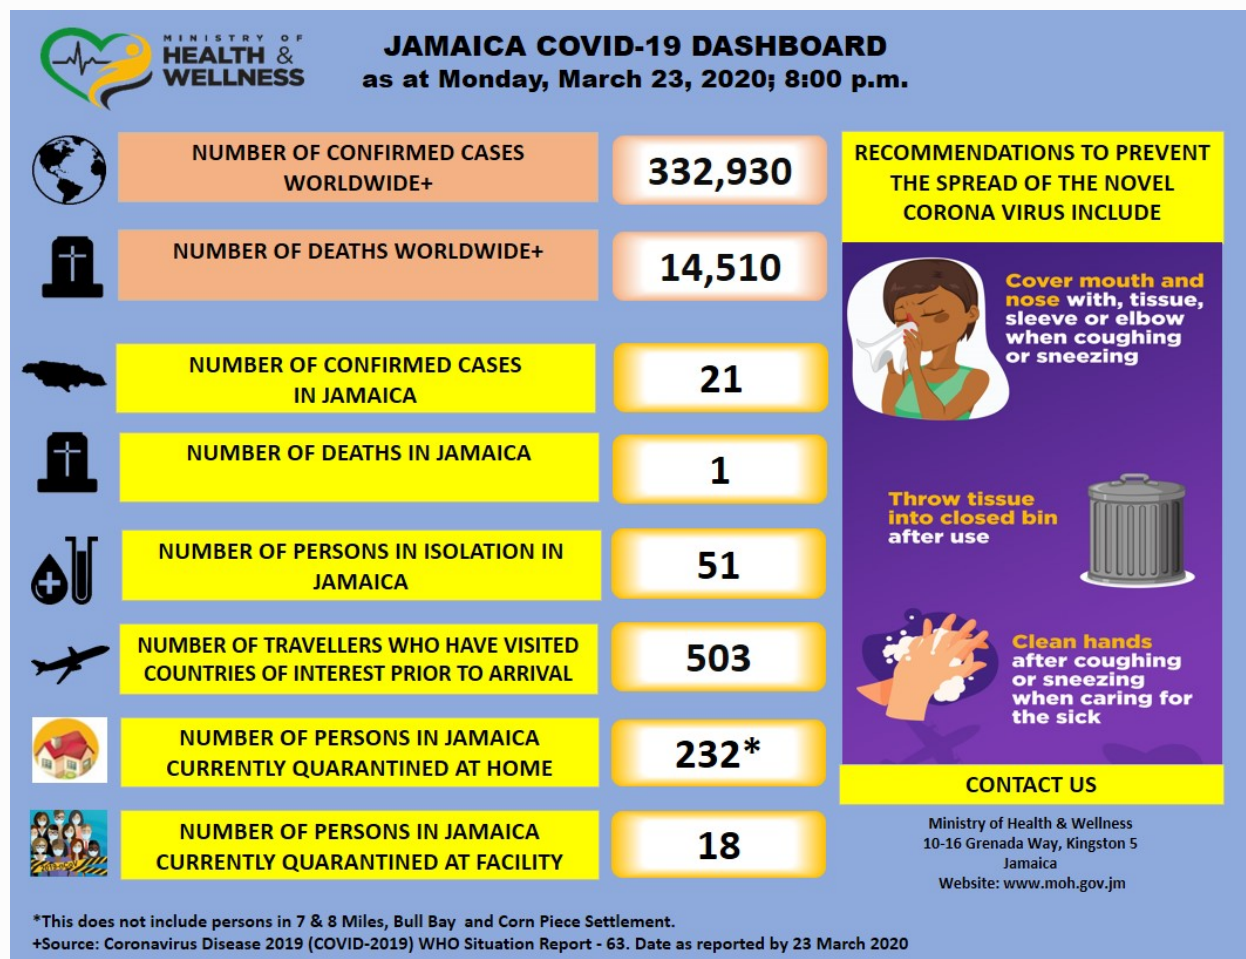 MINISTRY OF
HEALTH &
WELLNESS
JAMAICA COVID-19 DASHBOARD
as at Monday, March 23, 2020; 8:00 p.m.
NUMBER OF CONFIRMED CASES
WORLDWIDE+
332,930
NUMBER OF DEATHS WORLDWIDE+
14,510
NUMBER OF CONFIRMED CASES
IN JAMAICA
21
NUMBER OF DEATHS IN JAMAICA
1
NUMBER OF PERSONS IN ISOLATION IN
JAMAICA
51
NUMBER OF TRAVELLERS WHO HAVE VISITED
COUNTRIES OF INTEREST PRIOR TO ARRIVAL
503
NUMBER OF PERSONS IN JAMAICA
CURRENTLY QUARANTINED AT HOME
232*
NUMBER OF PERSONS IN JAMAICA
CURRENTLY QUARANTINED AT FACILITY
18
RECOMMENDATIONS TO PREVENT
THE SPREAD OF THE NOVEL
CORONA VIRUS INCLUDE
Cover mouth and
nose with, tissue,
sleeve or elbow
when coughing
or sneezing
Throw tissue
into closed bin
after use
Clean hands
after coughing
or sneezing
when caring for
the sick
CONTACT US
Ministry of Health & Wellness
10-16 Grenada Way, Kingston 5
Jamaica
Website: www.moh.gov.jm
*This does not include persons in 7 & 8 Miles, Bull Bay and Corn Piece Settlement.
+Source: Coronavirus Disease 2019 (COVID-2019) WHO Situation Report - 63. Date as reported by 23 March 2020